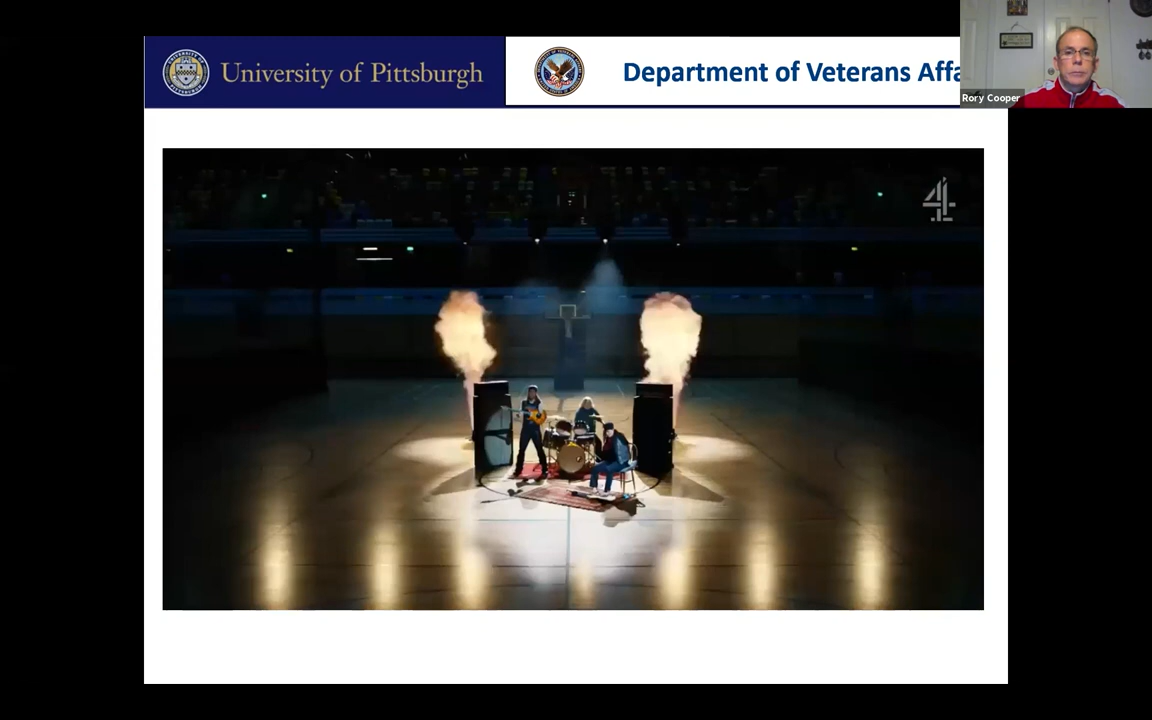 University of Pittsburgh
Department of Veterans Affa
Rory Cooper
4